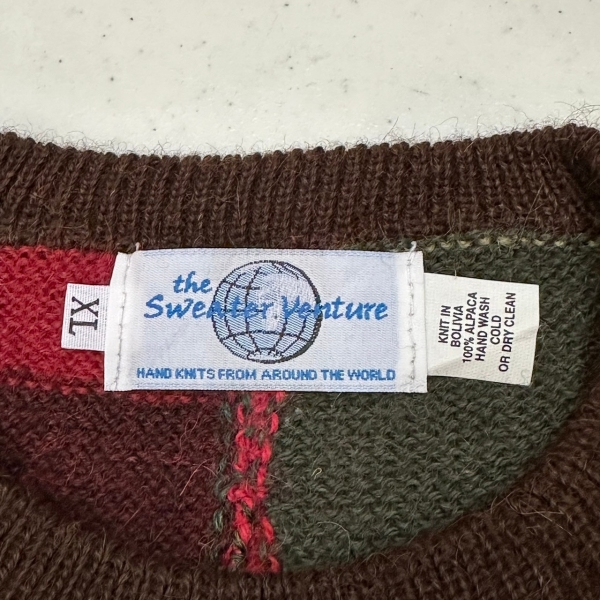 XL
the
Sweater Venture
HAND KNITS FROM AROUND THE WORLD
KNIT IN
BOLIVIA
100% ALPACA
HAND WASH
COLD
OR DRY CLEAN